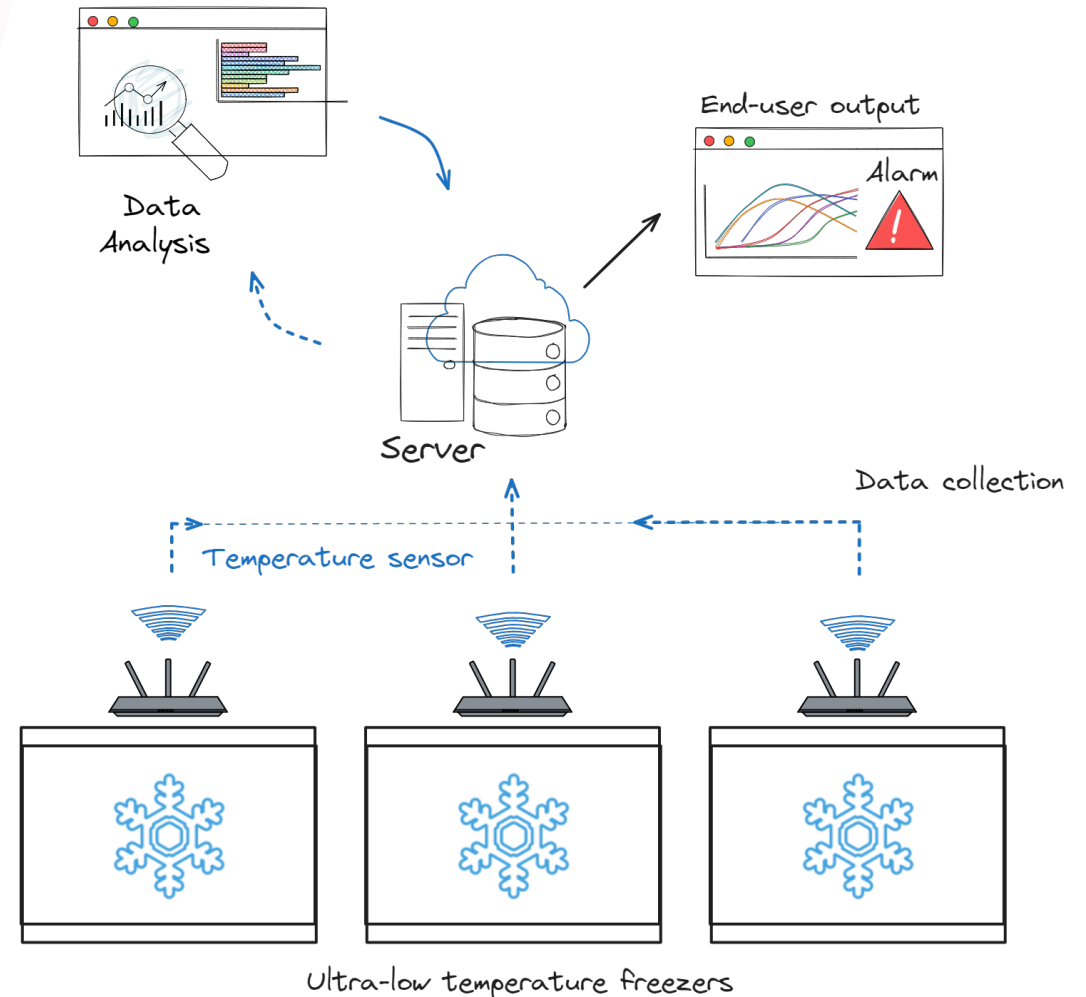 End-user output
Alarm
Data
Analysis
Server
Data collection
Temperature sensor
Ultra-low temperature freezers